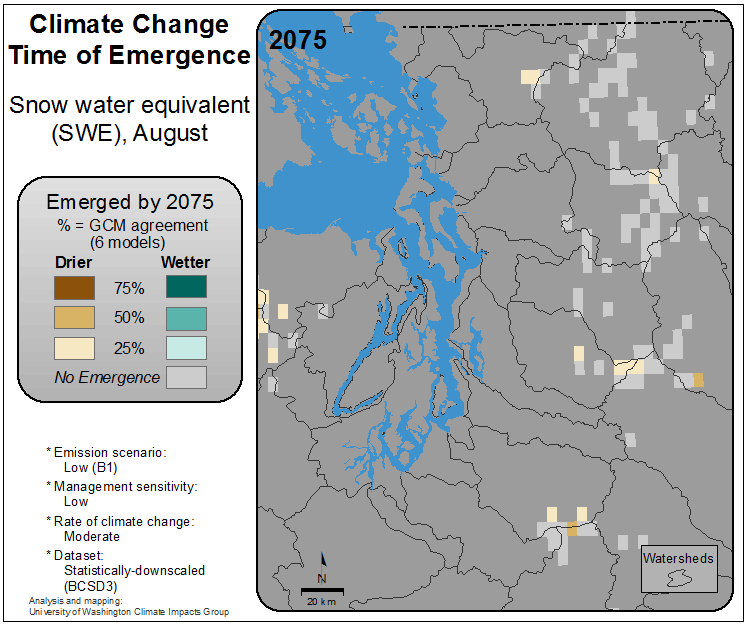 Climate Change
Time of Emergence
Snow water equivalent
(SWE), August
Emerged by 2075
% = GCM agreement
(6 models)
Drier Wetter
75%
50%
25%
No Emergence
* Emission scenario:
Low (B1)
* Management sensitivity:
Low
* Rate of climate change:
Moderate
* Dataset:
Statistically-downscaled
(BCSD3)
Analysis and mapping:
University of Washington Climate Impacts Group
2075
N
20 km
Watersheds